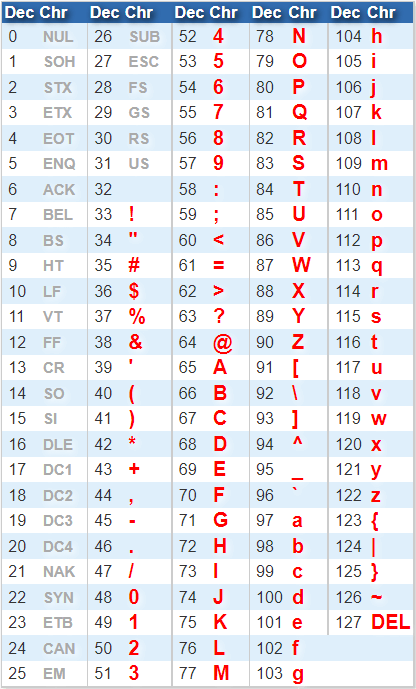 Dec Chr Dec Chr Dec Chr Dec Chr Dec Chr
0 NUL 26 SUB 52 4 78 N 104 h
1 SOH 27 ESC 53 5 79 O 105 i
2 STX 28 FS 54 6 80 P 106 j
3 ETX 29 GS 55 7 81 Q 107 k
4 EOT 30 RS 56 8 82 R 108 l
5 ENQ 31 US 57 9 83 S 109 m
6 ACK 32 58 : 84 T 110 n
7 BEL 33 ! 59 ; 85 U 111 o
8 BS 34 " 60 < 86 V 112 p
9 HT 35 # 61 = 87 W 113 q
10 LF 36 $ 62 > 88 X 114 r
11 VT 37 % 63 ? 89 Y 115 s
12 FF 38 & 64 @ 90 Z 116 t
13 CR 39 ' 65 A 91 [ 117 u
14 SO 40 ( 66 B 92 \ 118 v
15 SI 41 ) 67 C 93 ] 119 w
16 DLE 42 * 68 D 94 ^ 120 x
17 DC1 43 + 69 E 95 _ 121 y
18 DC2 44 , 70 F 96 ` 122 z
19 DC3 45 - 71 G 97 a 123 {
20 DC4 46 . 72 H 98 b 124 |
21 NAK 47 / 73 I 99 c 125 }
22 SYN 48 0 74 J 100 d 126 ~
23 ETB 49 1 75 K 101 e 127 DEL
24 CAN 50 2 76 L 102 f
25 EM 51 3 77 M 103 g